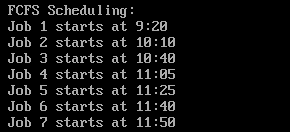 FCFS Scheduling:
Job 1 starts at 9:20
Job 2 starts at 10:10
Job 3 starts at 10:40
Job 4 starts at 11:05
Job 5 starts at 11:25
Job 6 starts at 11:40
Job 7 starts at 11:50